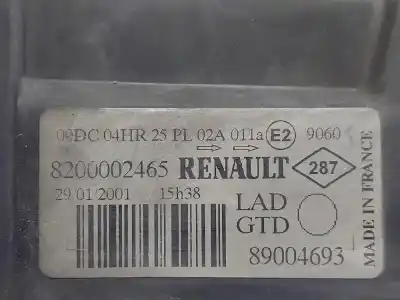 00DC 04HR 25 PL 02A 011a E2 9060
8200002465 RENAULT 287
29/01/2001 15h38
LAD
GTD
89004693
MADE IN FRANCE